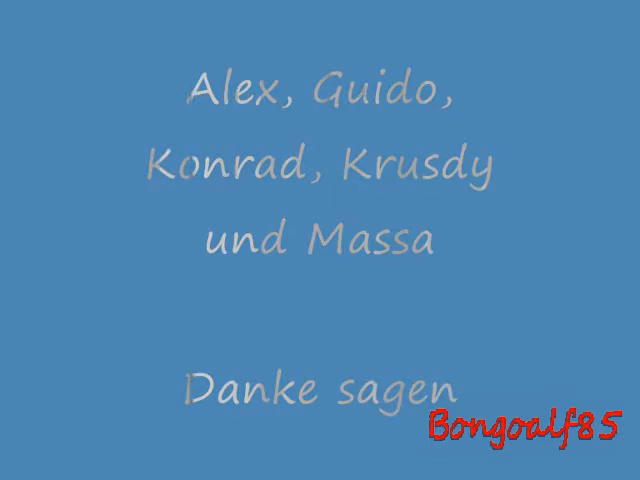 Alex, Guido,
Konrad, Krusdy
und Massa
Danke sagen
Bongoalf85